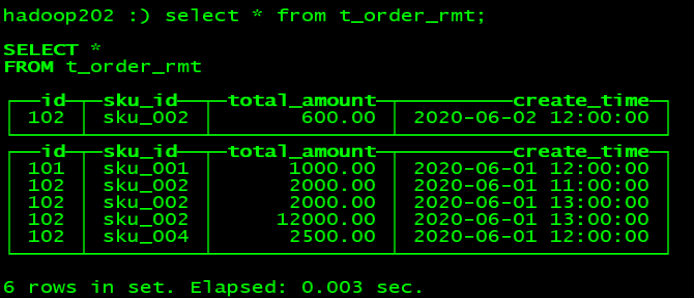 hadoop202 :) select * from t_order_rmt;
SELECT *
FROM t_order_rmt
id sku_id total_amount create_time
102 sku_002 600.00 2020-06-02 12:00:00
id sku_id total_amount create_time
101 sku_001 1000.00 2020-06-01 12:00:00
102 sku_002 2000.00 2020-06-01 11:00:00
102 sku_002 2000.00 2020-06-01 13:00:00
102 sku_002 12000.00 2020-06-01 13:00:00
102 sku_004 2500.00 2020-06-01 12:00:00
6 rows in set. Elapsed: 0.003 sec.